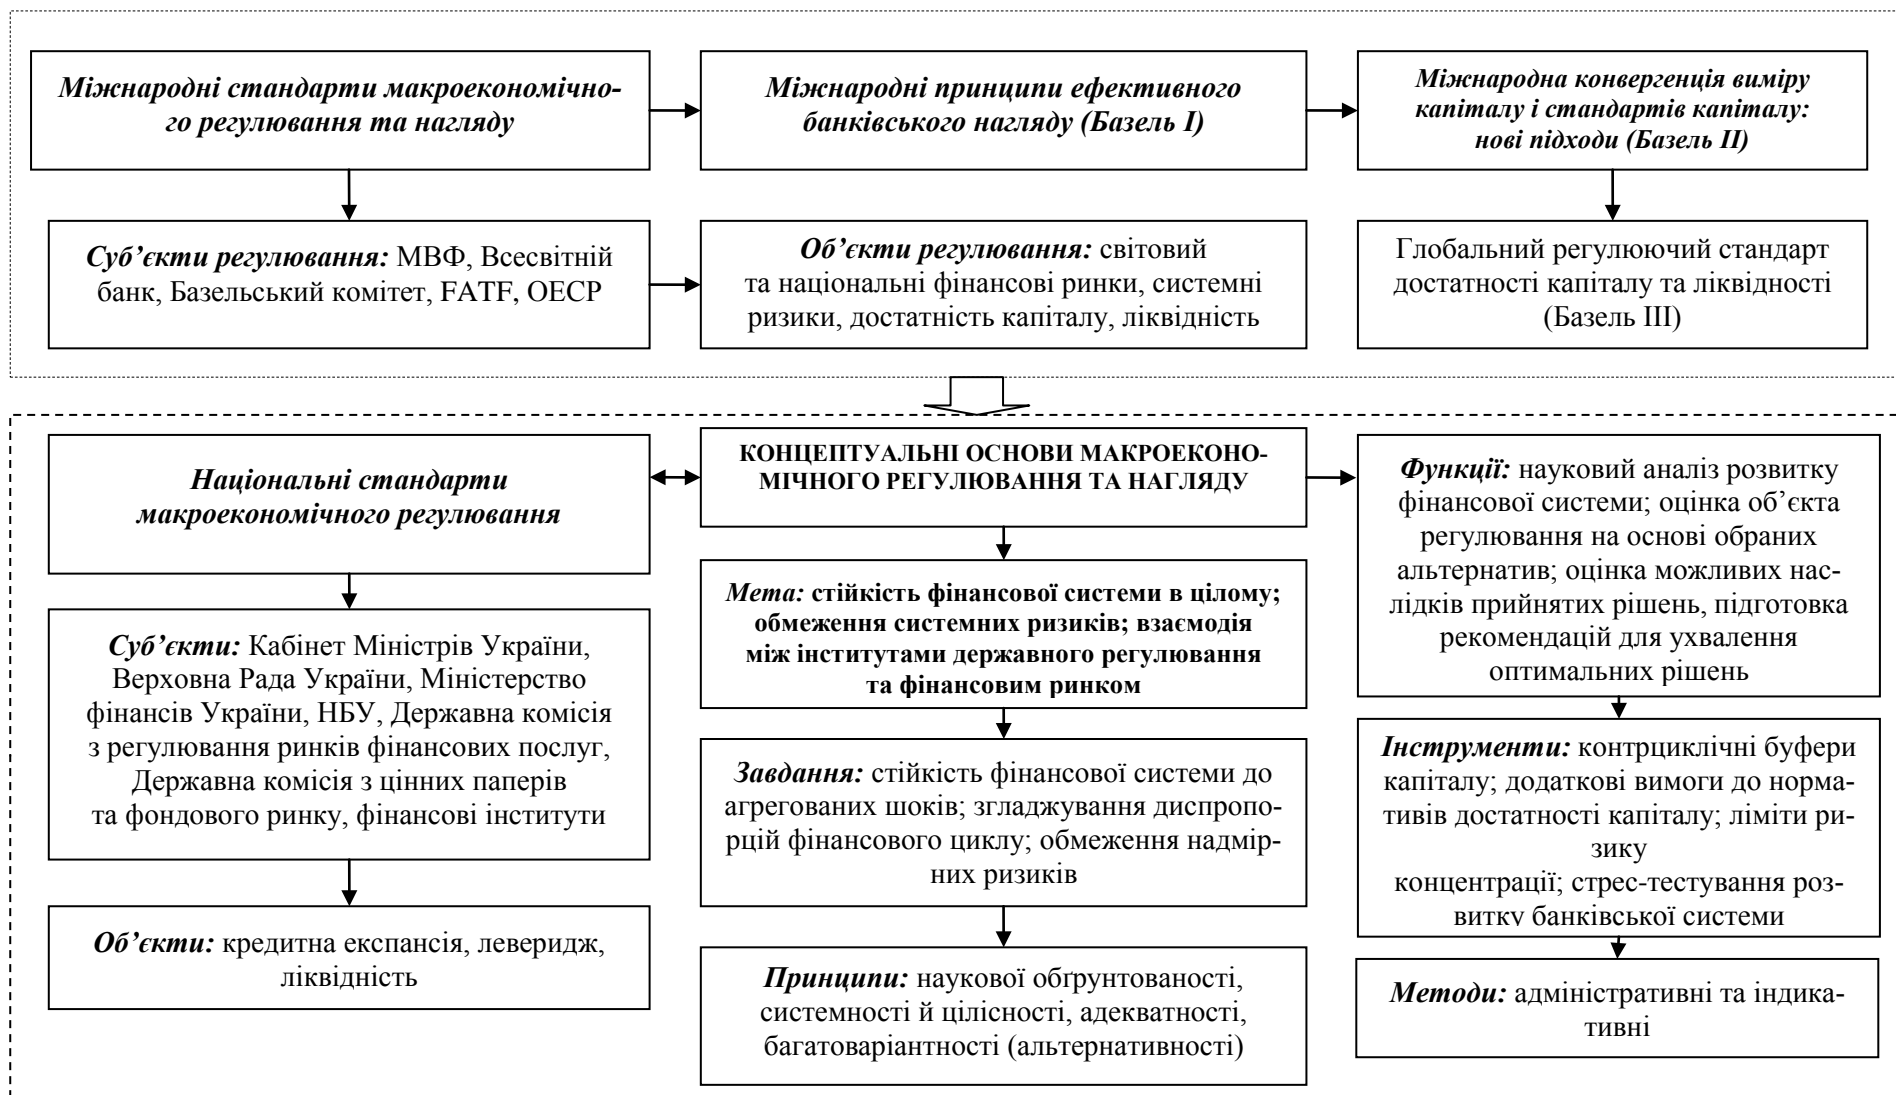 Міжнародні стандарти макроекономічно-
го регулювання та нагляду
Міжнародні принципи ефективного
банківського нагляду (Базель І)
Міжнародна конвергенція виміру
капіталу і стандартів капіталу:
нові підходи (Базель ІІ)
Суб’єкти регулювання: МВФ, Всесвітній
банк, Базельський комітет, FATF, ОЕСР
Об’єкти регулювання: світовий
та національні фінансові ринки, системні
ризики, достатність капіталу, ліквідність
Глобальний регулюючий стандарт
достатності капіталу та ліквідності
(Базель ІІІ)
Національні стандарти
макроекономічного регулювання
КОНЦЕПТУАЛЬНІ ОСНОВИ МАКРОЕКОНО-
МІЧНОГО РЕГУЛЮВАННЯ ТА НАГЛЯДУ
Функції: науковий аналіз розвитку
фінансової системи; оцінка об’єкта
регулювання на основі обраних
альтернатив; оцінка можливих нас-
лідків прийнятих рішень, підготовка
рекомендацій для ухвалення
оптимальних рішень
Мета: стійкість фінансової системи в цілому;
обмеження системних ризиків; взаємодія
між інститутами державного регулювання
та фінансовим ринком
Суб’єкти: Кабінет Міністрів України,
Верховна Рада України, Міністерство
фінансів України, НБУ, Державна комісія
з регулювання ринків фінансових послуг,
Державна комісія з цінних паперів
та фондового ринку, фінансові інститути
Завдання: стійкість фінансової системи до
агрегованих шоків; згладжування диспропо-
рцій фінансового циклу; обмеження надмір-
них ризиків
Інструменти: контрциклічні буфери
капіталу; додаткові вимоги до норма-
тивів достатності капіталу; ліміти ри-
зику
концентрації; стрес-тестування роз-
витку банківської системи
Об’єкти: кредитна експансія, леверидж,
ліквідність
Принципи: наукової обґрунтованості,
системності й цілісності, адекватності,
багатоваріантності (альтернативності)
Методи: адміністративні та індика-
тивні